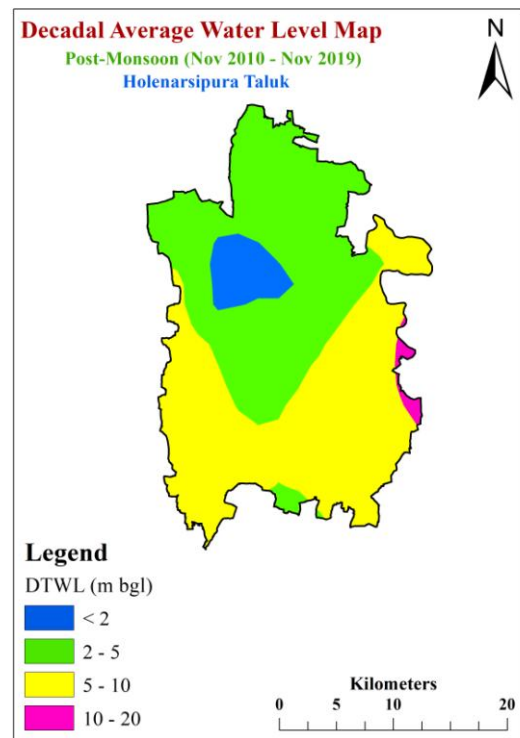 Decadal Average Water Level Map
Post-Monsoon (Nov 2010 - Nov 2019)
Holenarsipura Taluk
N
Legend
DTWL (m bgl)
< 2
2 - 5
5 - 10
10 - 20
Kilometers
0 5 10 20